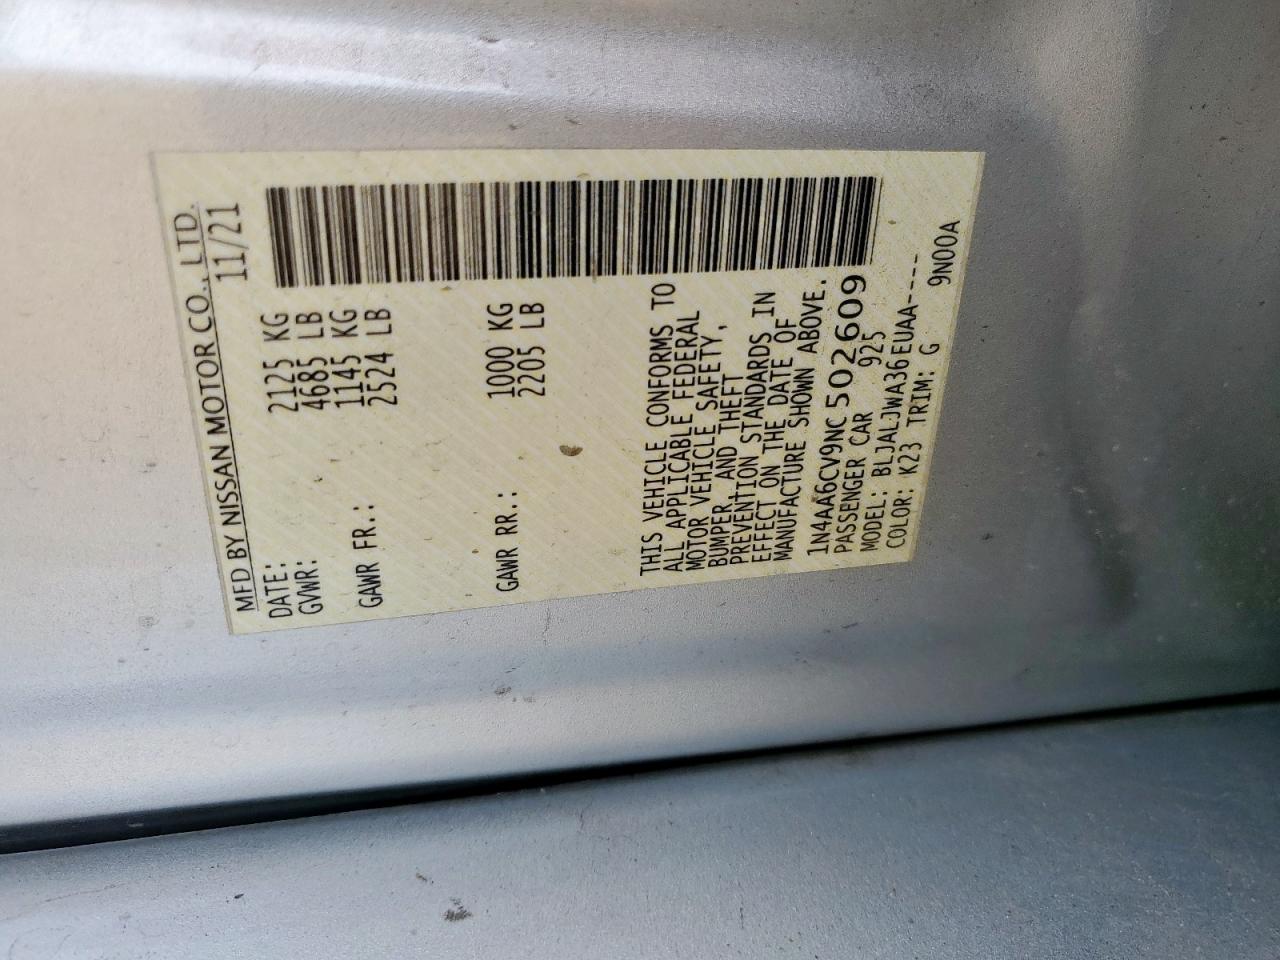 MFD BY NISSAN MOTOR CO., LTD.
DATE: 11/21
GVWR: 2125 KG
4685 LB
GAWR FR.: 1145 KG
2524 LB
GAWR RR.: 1000 KG
2205 LB
THIS VEHICLE CONFORMS TO
ALL APPLICABLE FEDERAL
MOTOR VEHICLE SAFETY,
BUMPER, AND THEFT
PREVENTION STANDARDS IN
EFFECT ON THE DATE OF
MANUFACTURE SHOWN ABOVE.
1N4AA6CV9NC502609
PASSENGER CAR 925
MODEL: BLJALJWA36EUAA----
COLOR: K23 TRIM: G
9N00A